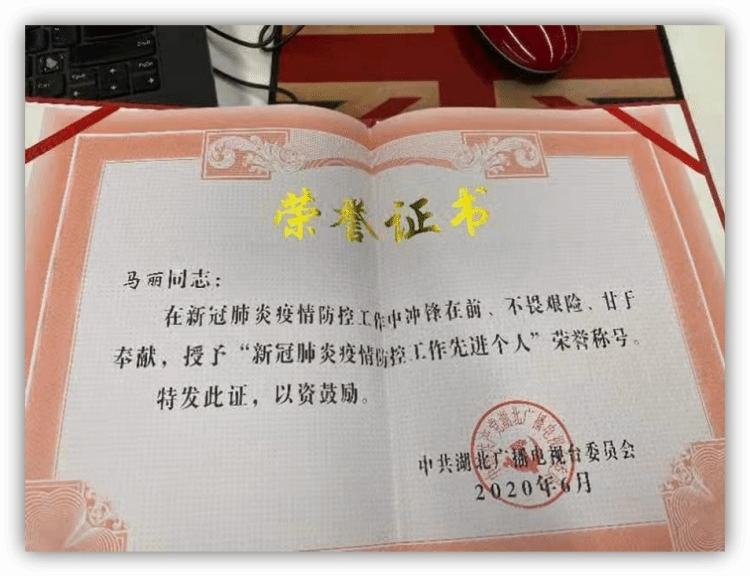 荣誉证书
马丽同志：
在新冠肺炎疫情防控工作中冲锋在前、不畏艰险、甘于
奉献，授予“新冠肺炎疫情防控工作先进个人”荣誉称号。
特发此证，以资鼓励。
中共湖北广播电视台委员会
2020年6月